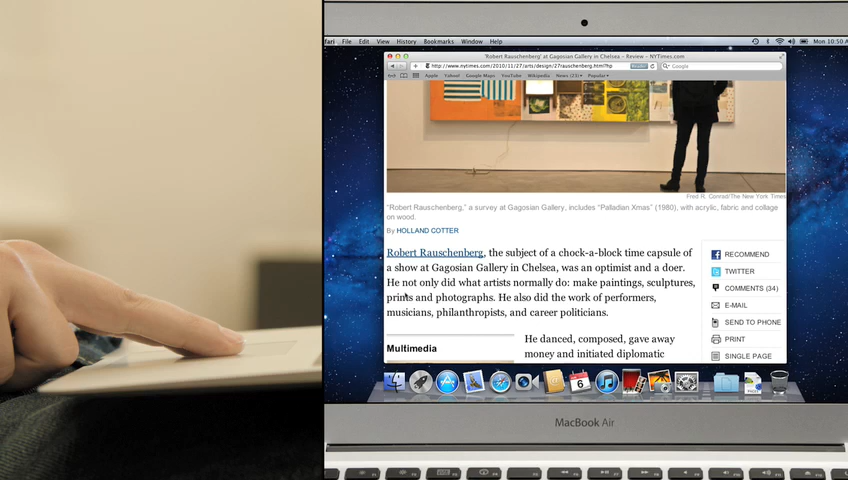 fari File Edit View History Bookmarks Window Help Mon 10:50 A
'Robert Rauschenberg' at Gagosian Gallery in Chelsea – Review – NYTimes.com
http://www.nytimes.com/2010/11/27/arts/design/27rauschenberg.html?hp Reader Google
Apple Yahoo! Google Maps YouTube Wikipedia News (23) Popular
Fred R. Conrad/The New York Times
"Robert Rauschenberg," a survey at Gagosian Gallery, includes "Palladian Xmas" (1980), with acrylic, fabric and collage
on wood.
By HOLLAND COTTER
Robert Rauschenberg, the subject of a chock-a-block time capsule of
a show at Gagosian Gallery in Chelsea, was an optimist and a doer.
He not only did what artists normally do: make paintings, sculptures,
prints and photographs. He also did the work of performers,
musicians, philanthropists, and career politicians.
Multimedia
He danced, composed, gave away
money and initiated diplomatic
RECOMMEND
TWITTER
COMMENTS (34)
E-MAIL
SEND TO PHONE
PRINT
SINGLE PAGE
6
MacBook Air